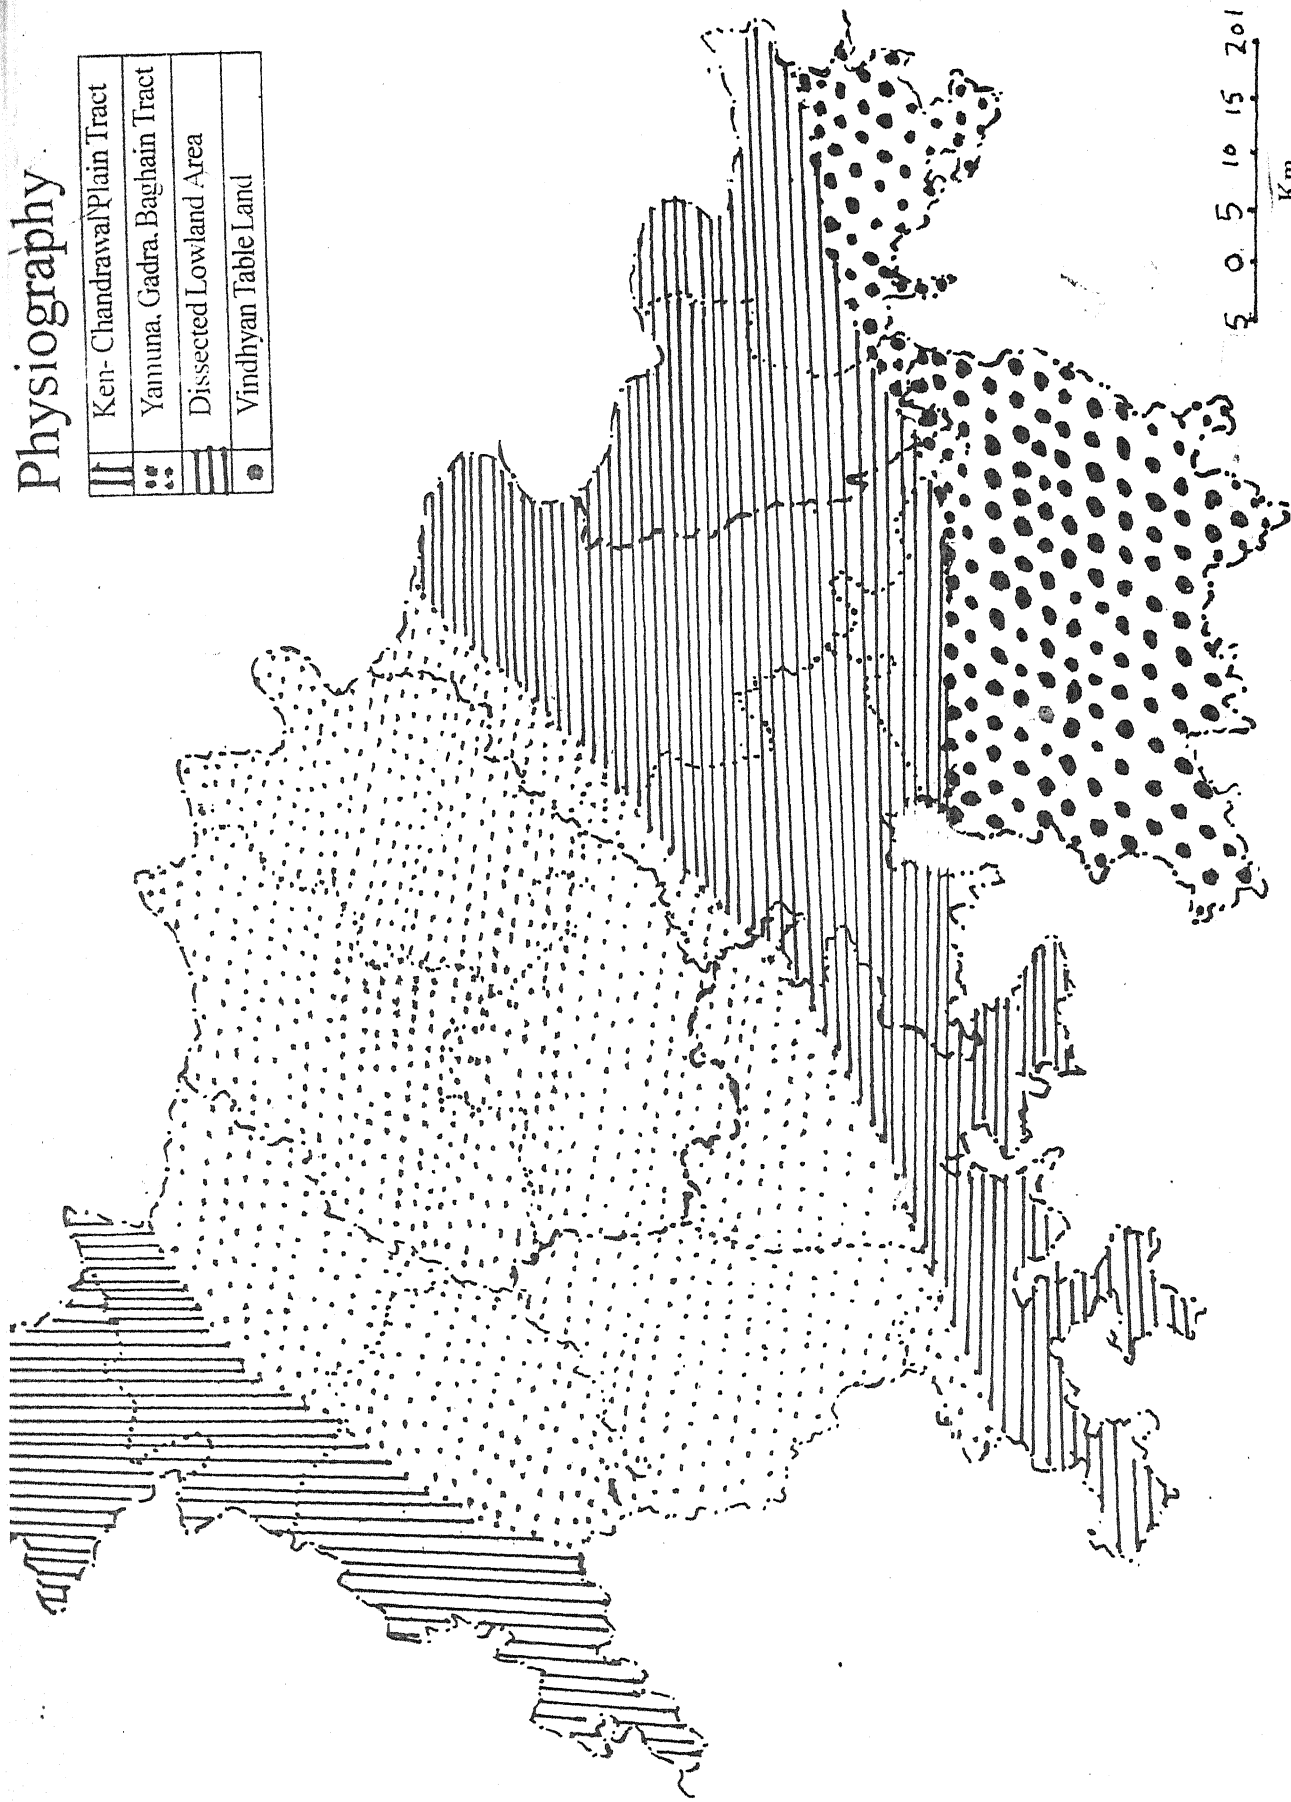 Physiography
Ken- Chandrawal Plain Tract
Yamuna, Gadra, Baghain Tract
Dissected Lowland Area
Vindhyan Table Land
5 0 5 10 15 20
Km